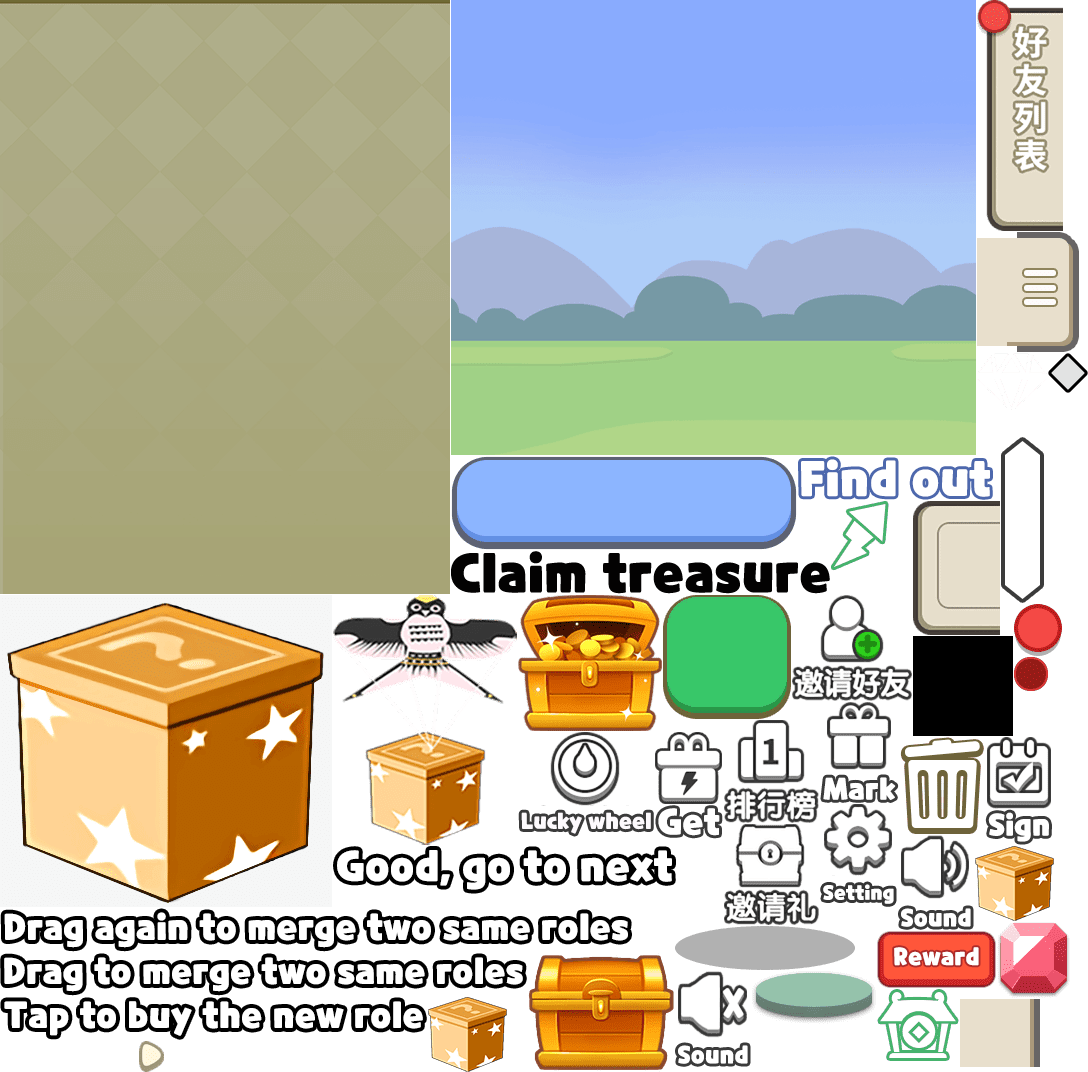 好友列表
Find out
Claim treasure
邀请好友
1
Lucky wheel
Get
排行榜
Mark
Sign
Good, go to next
邀请礼
Setting
Sound
Drag again to merge two same roles
Reward
Drag to merge two same roles
Tap to buy the new role
Sound